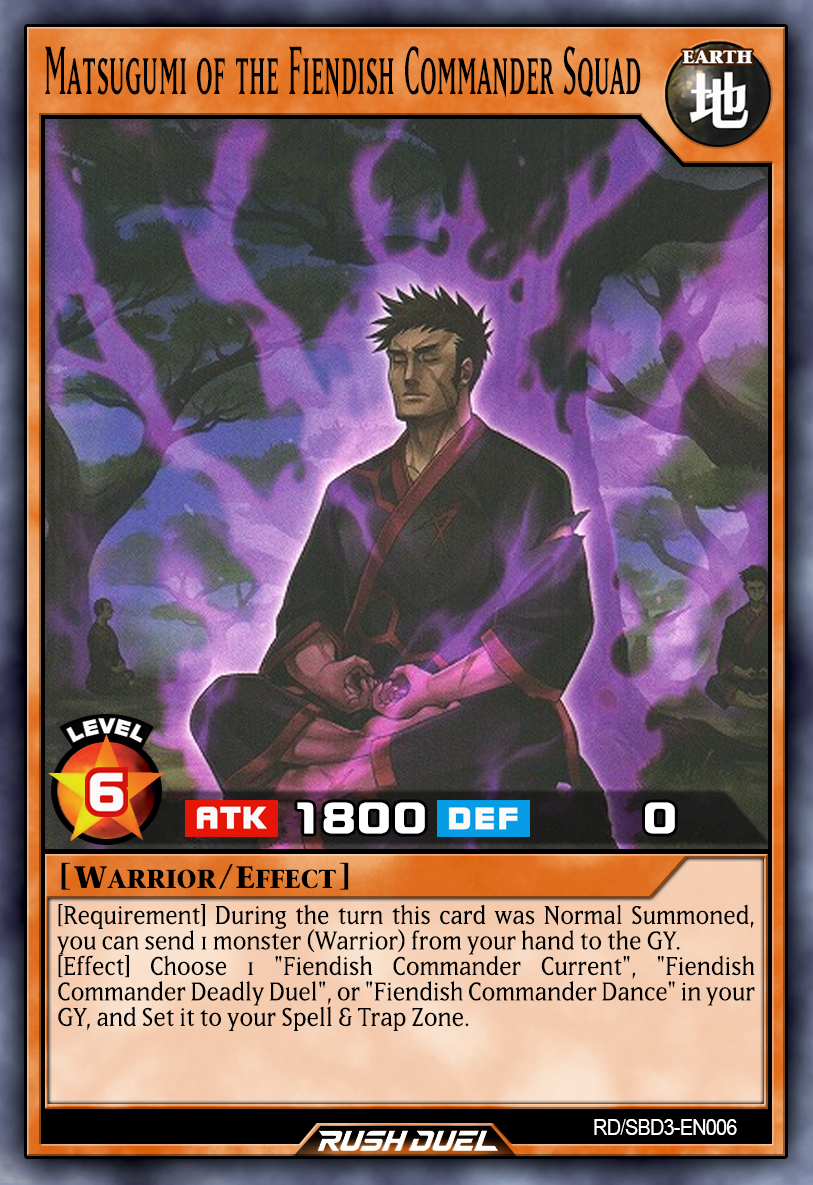 Matsugumi of the Fiendish Commander Squad
EARTH
地
LEVEL
6
ATK 1800 DEF 0
[Warrior/Effect]
[Requirement] During the turn this card was Normal Summoned,
you can send 1 monster (Warrior) from your hand to the GY.
[Effect] Choose 1 "Fiendish Commander Current", "Fiendish
Commander Deadly Duel", or "Fiendish Commander Dance" in your
GY, and Set it to your Spell & Trap Zone.
RD/SBD3-EN006
RUSH DUEL